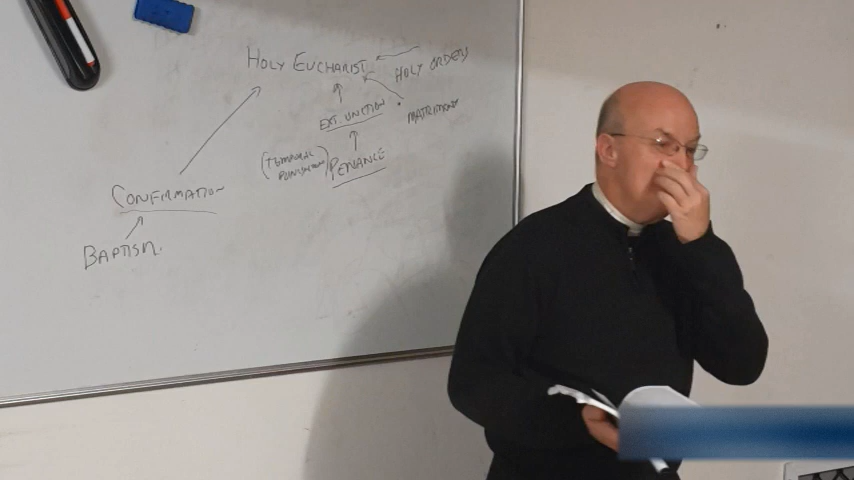 HOLY EUCHARIST
HOLY ORDERS
EXT. UNCTION
MATRIMONY
(TEMPORAL
PUNISHMENT)
PENANCE
CONFIRMATION
BAPTISM.